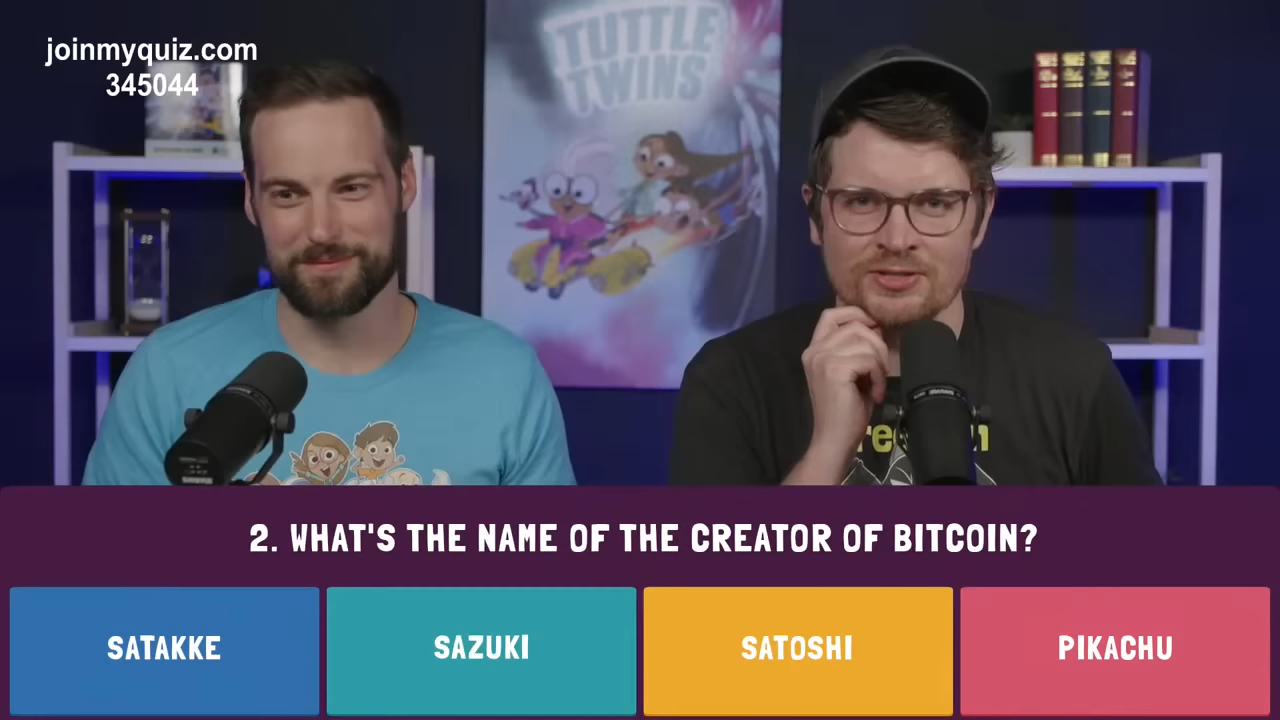 joinmyquiz.com
345044
TUTTLE
TWINS
2. WHAT'S THE NAME OF THE CREATOR OF BITCOIN?
SATAKKE
SAZUKI
SATOSHI
PIKACHU